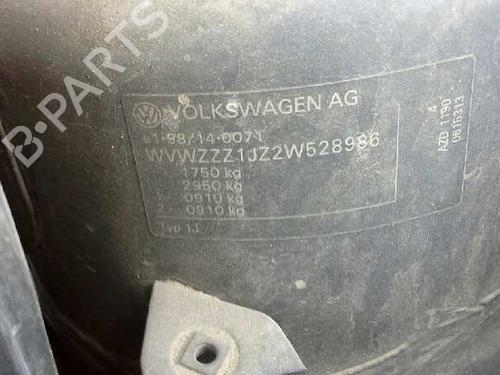 VOLKSWAGEN AG
e1*98/14*0071
WVWZZZ1JZ2W528986
1750 kg
2950 kg
1- 0910 kg
2- 0910 kg
Typ 1J
4
AZD 1190
0616313
B-PARTS